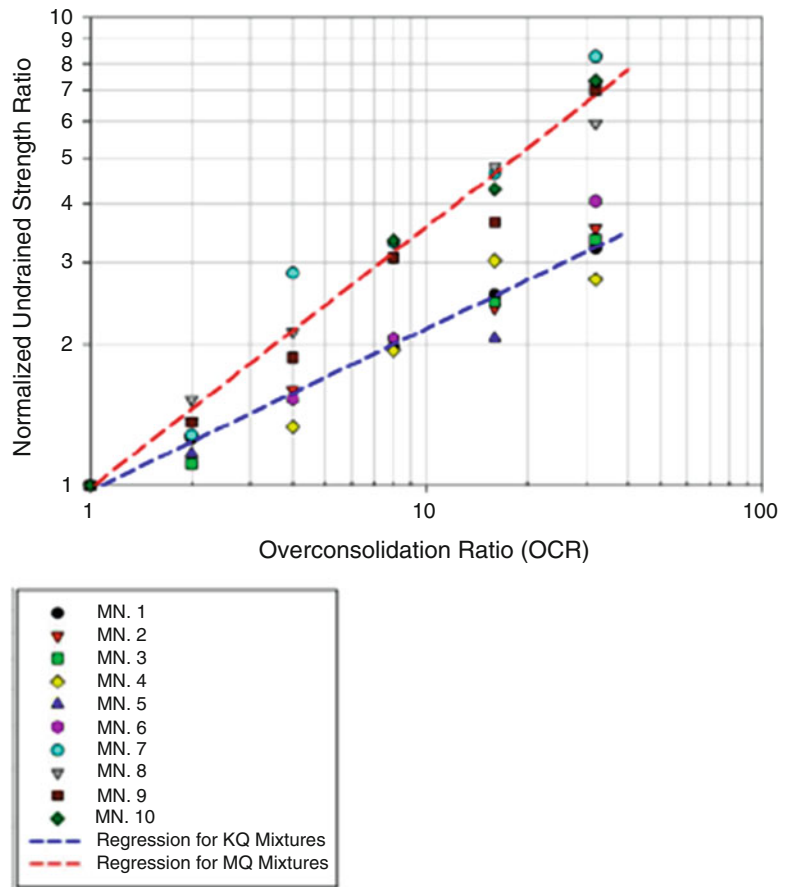 Normalized Undrained Strength Ratio
10
9
8
7
6
5
4
3
2
1
1
10
100
Overconsolidation Ratio (OCR)
MN. 1
MN. 2
MN. 3
MN. 4
MN. 5
MN. 6
MN. 7
MN. 8
MN. 9
MN. 10
Regression for KQ Mixtures
Regression for MQ Mixtures